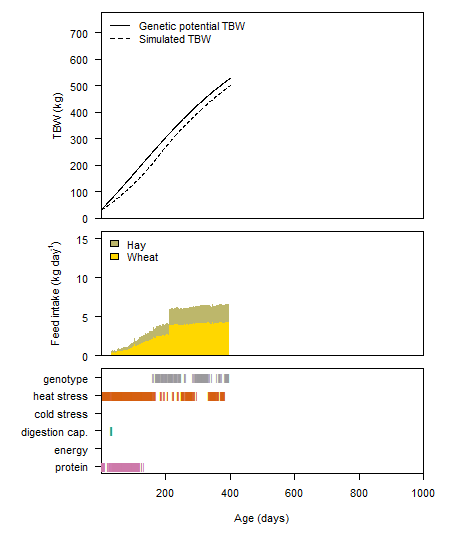 Genetic potential TBW
Simulated TBW
TBW (kg)
700
600
500
400
300
200
100
0
Hay
Wheat
Feed intake (kg day⁻¹)
15
10
5
0
genotype
heat stress
cold stress
digestion cap.
energy
protein
200 400 600 800 1000
Age (days)